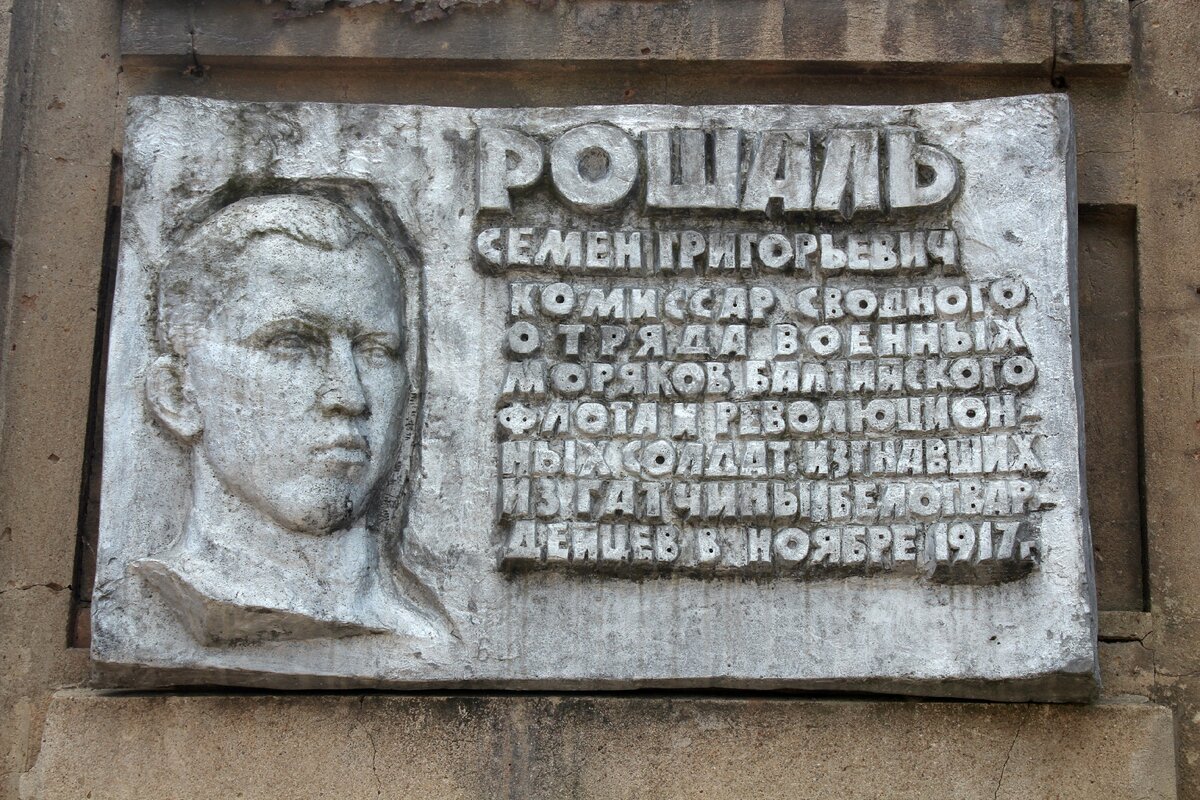 РОШАЛЬ
СЕМЕН ГРИГОРЬЕВИЧ
КОМИССАР СВОДНОГО
ОТРЯДА ВОЕННЫХ
МОРЯКОВ БАЛТИЙСКОГО
ФЛОТА И РЕВОЛЮЦИОН-
НЫХ СОЛДАТ, ИЗГНАВШИХ
ИЗ ГАТЧИНЫ БЕЛОГВАР-
ДЕЙЦЕВ В НОЯБРЕ 1917 г.